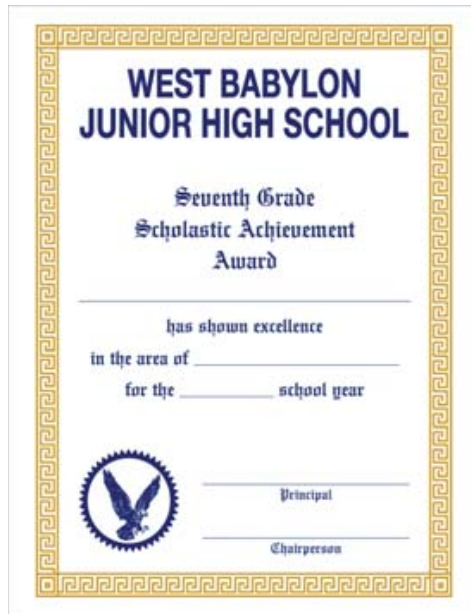 WEST BABYLON
JUNIOR HIGH SCHOOL
Seventh Grade
Scholastic Achievement
Award
has shown excellence
in the area of
for the school year
Principal
Chairperson